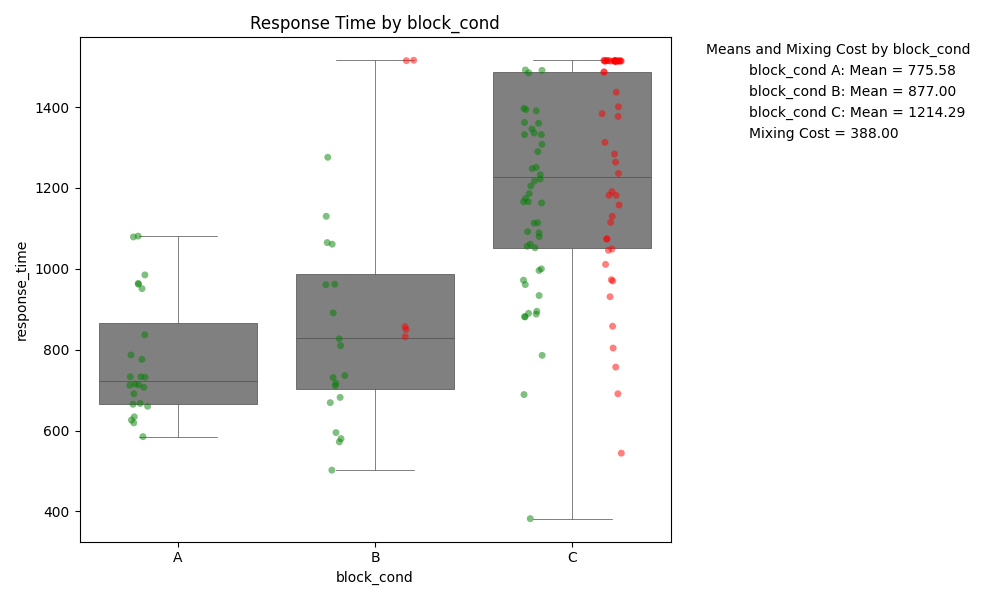 Response Time by block_cond
Means and Mixing Cost by block_cond
block_cond A: Mean = 775.58
block_cond B: Mean = 877.00
block_cond C: Mean = 1214.29
Mixing Cost = 388.00
response_time
1400
1200
1000
800
600
400
A B C
block_cond